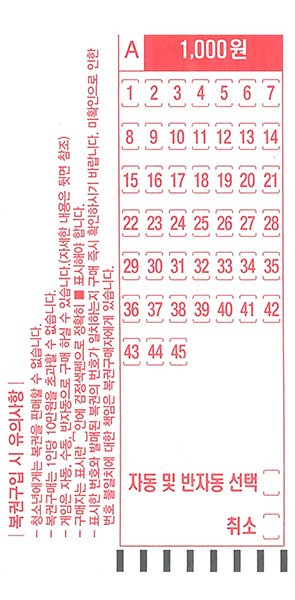 | 복권구입 시 유의사항 |
- 청소년에게는 복권을 판매할 수 없습니다.
- 복권구매는 1인당 10만원을 초과할 수 없습니다.
- 게임은 자동, 수동, 반자동으로 구매 하실 수 있습니다.(자세한 내용은 뒷면 참조)
- 구매자는 표시란 [ ]안에 검정색펜으로 정확히 ■ 표시해야 합니다.
- 표시한 번호와 발매된 복권의 번호가 일치하는지 구매 즉시 확인하시기 바랍니다. 미확인으로 인한
번호 불일치에 대한 책임은 복권구매자에게 있습니다.
A 1,000원
1 2 3 4 5 6 7
8 9 10 11 12 13 14
15 16 17 18 19 20 21
22 23 24 25 26 27 28
29 30 31 32 33 34 35
36 37 38 39 40 41 42
43 44 45
자동 및 반자동 선택
취소